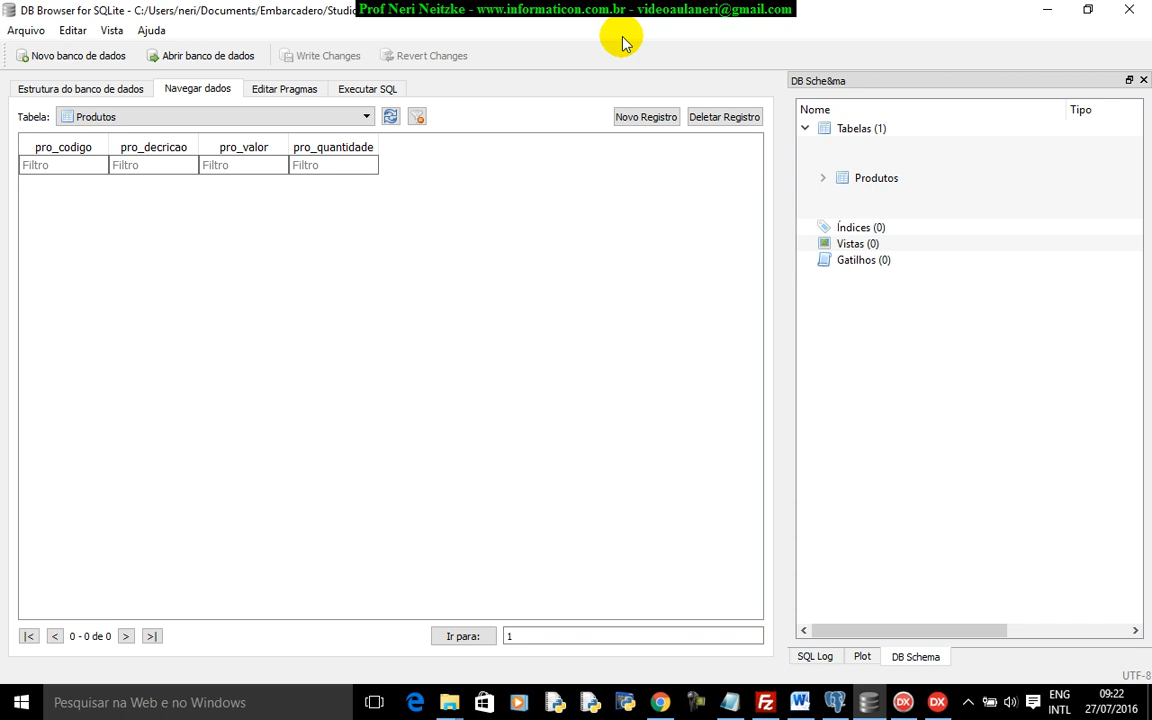 DB Browser for SQLite - C:/Users/neri/Documents/Embarcadero/Studio
Prof Neri Neitzke - www.informaticon.com.br - videoaulaneri@gmail.com
Arquivo Editar Vista Ajuda
Novo banco de dados Abrir banco de dados Write Changes Revert Changes
Estrutura do banco de dados Navegar dados Editar Pragmas Executar SQL
Tabela: Produtos Novo Registro Deletar Registro
pro_codigo pro_decricao pro_valor pro_quantidade
Filtro Filtro Filtro Filtro
|< < 0 - 0 de 0 > >| Ir para: 1
DB Sche&ma
Nome Tipo
Tabelas (1)
Produtos
Índices (0)
Vistas (0)
Gatilhos (0)
SQL Log Plot DB Schema
UTF-8
Pesquisar na Web e no Windows
ENG
INTL
09:22
27/07/2016